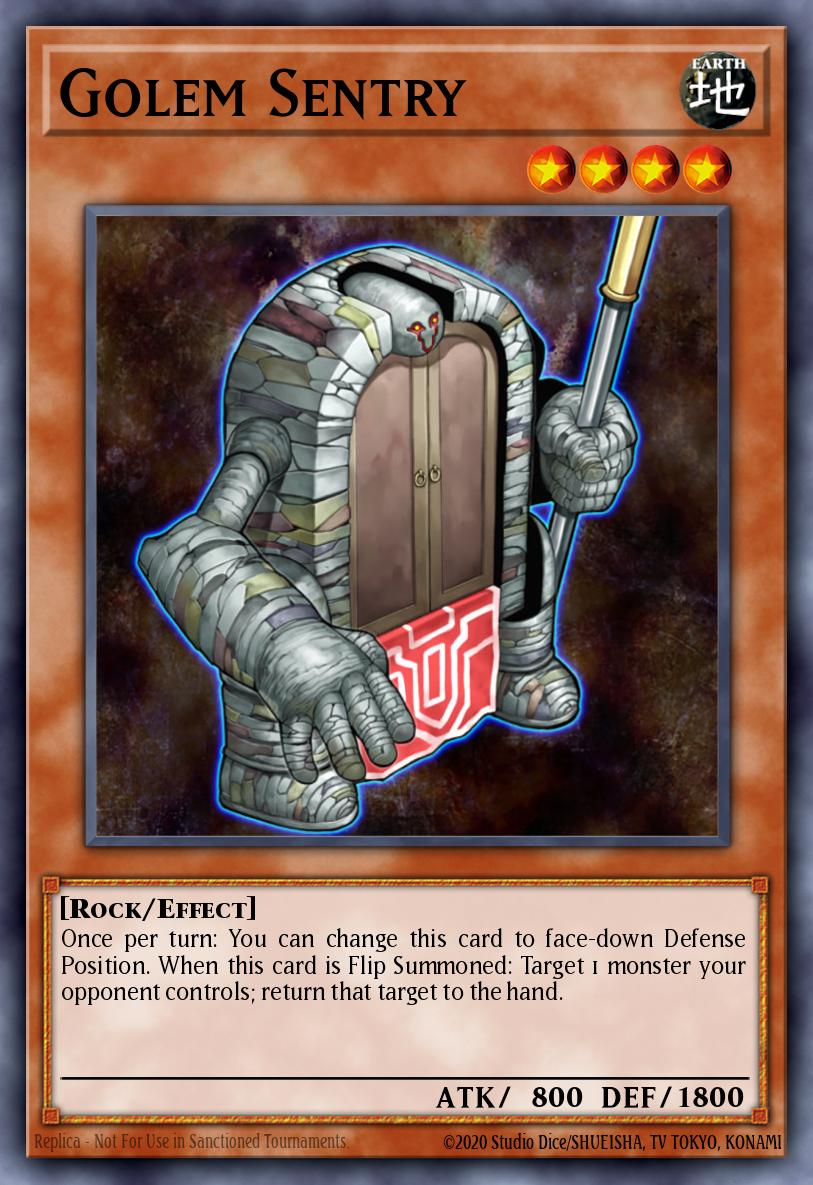 Golem Sentry
EARTH
地
[Rock/Effect]
Once per turn: You can change this card to face-down Defense
Position. When this card is Flip Summoned: Target 1 monster your
opponent controls; return that target to the hand.
ATK/ 800 DEF/1800
Replica - Not For Use in Sanctioned Tournaments.
©2020 Studio Dice/SHUEISHA, TV TOKYO, KONAMI